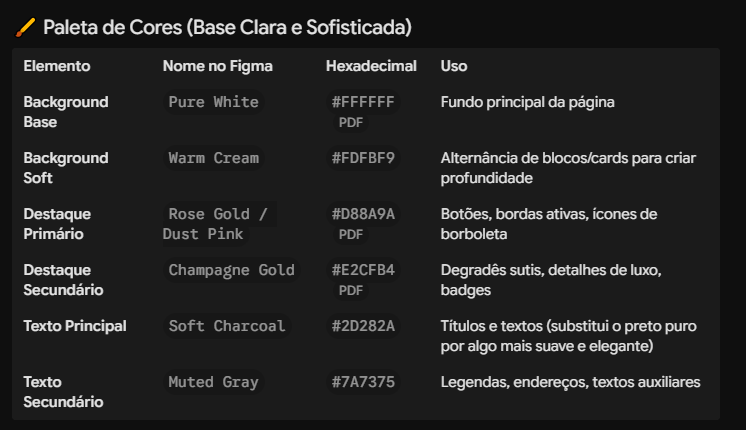 Paleta de Cores (Base Clara e Sofisticada)
Elemento Nome no Figma Hexadecimal Uso
Background Pure White #FFFFFF Fundo principal da página
Base PDF
Background Warm Cream #FDFBF9 Alternância de blocos/cards para criar
Soft profundidade
Destaque Rose Gold / #D88A9A Botões, bordas ativas, ícones de
Primário Dust Pink PDF borboleta
Destaque Champagne Gold #E2CFB4 Degradês sutis, detalhes de luxo,
Secundário PDF badges
Texto Principal Soft Charcoal #2D282A Títulos e textos (substitui o preto puro
por algo mais suave e elegante)
Texto Muted Gray #7A7375 Legendas, endereços, textos auxiliares
Secundário